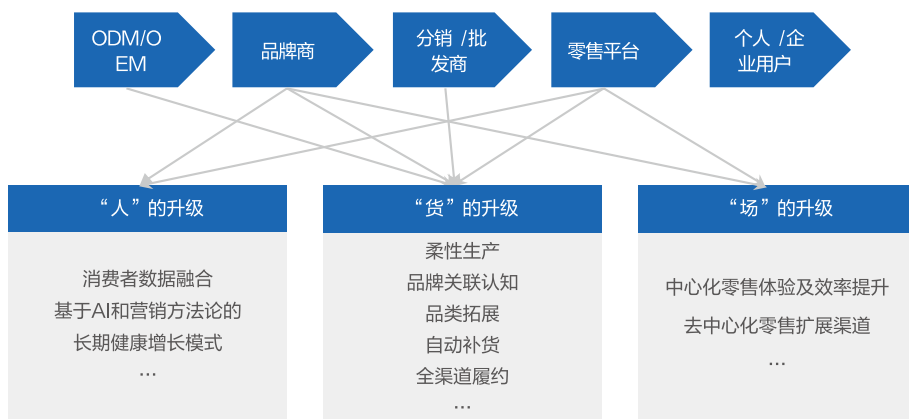 ODM/O
EM
品牌商
分销 /批
发商
零售平台
个人 /企
业用户
“人”的升级
消费者数据融合
基于AI和营销方法论的
长期健康增长模式
...
“货”的升级
柔性生产
品牌关联认知
品类拓展
自动补货
全渠道履约
...
“场”的升级
中心化零售体验及效率提升
去中心化零售扩展渠道
...